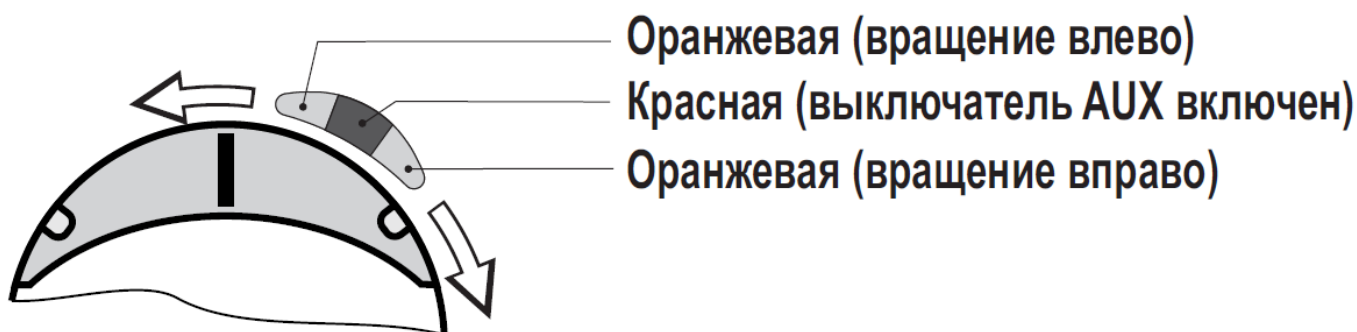 Оранжевая (вращение влево)
Красная (выключатель AUX включен)
Оранжевая (вращение вправо)